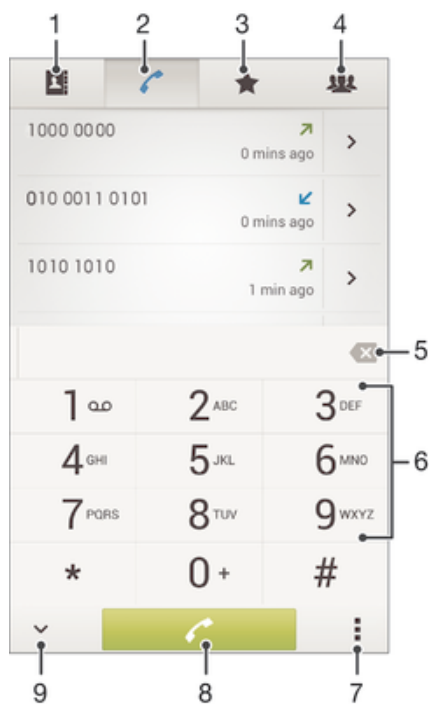 1 2 3 4
1000 0000
0 mins ago
010 0011 0101
0 mins ago
1010 1010
1 min ago
5
1 2 ABC 3 DEF
4 GHI 5 JKL 6 MNO
6
7 PQRS 8 TUV 9 WXYZ
* 0 + #
9 8 7